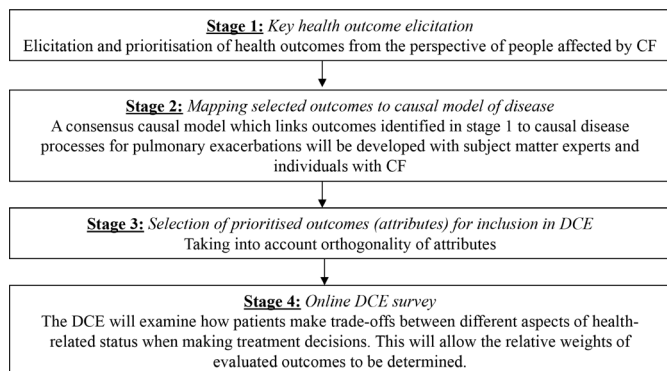 Stage 1: Key health outcome elicitation
Elicitation and prioritisation of health outcomes from the perspective of people affected by CF
Stage 2: Mapping selected outcomes to causal model of disease
A consensus causal model which links outcomes identified in stage 1 to causal disease
processes for pulmonary exacerbations will be developed with subject matter experts and
individuals with CF
Stage 3: Selection of prioritised outcomes (attributes) for inclusion in DCE
Taking into account orthogonality of attributes
Stage 4: Online DCE survey
The DCE will examine how patients make trade-offs between different aspects of health-
related status when making treatment decisions. This will allow the relative weights of
evaluated outcomes to be determined.